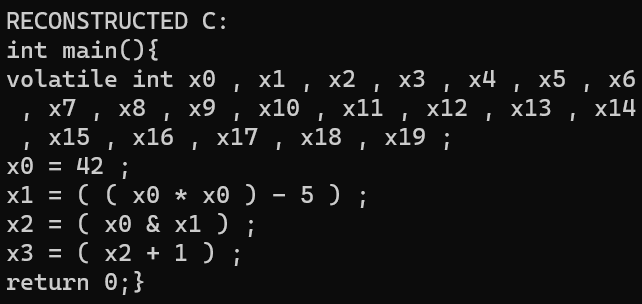 RECONSTRUCTED C:
int main(){
volatile int x0 , x1 , x2 , x3 , x4 , x5 , x6
 , x7 , x8 , x9 , x10 , x11 , x12 , x13 , x14
 , x15 , x16 , x17 , x18 , x19 ;
x0 = 42 ;
x1 = ( ( x0 * x0 ) - 5 ) ;
x2 = ( x0 & x1 ) ;
x3 = ( x2 + 1 ) ;
return 0;}